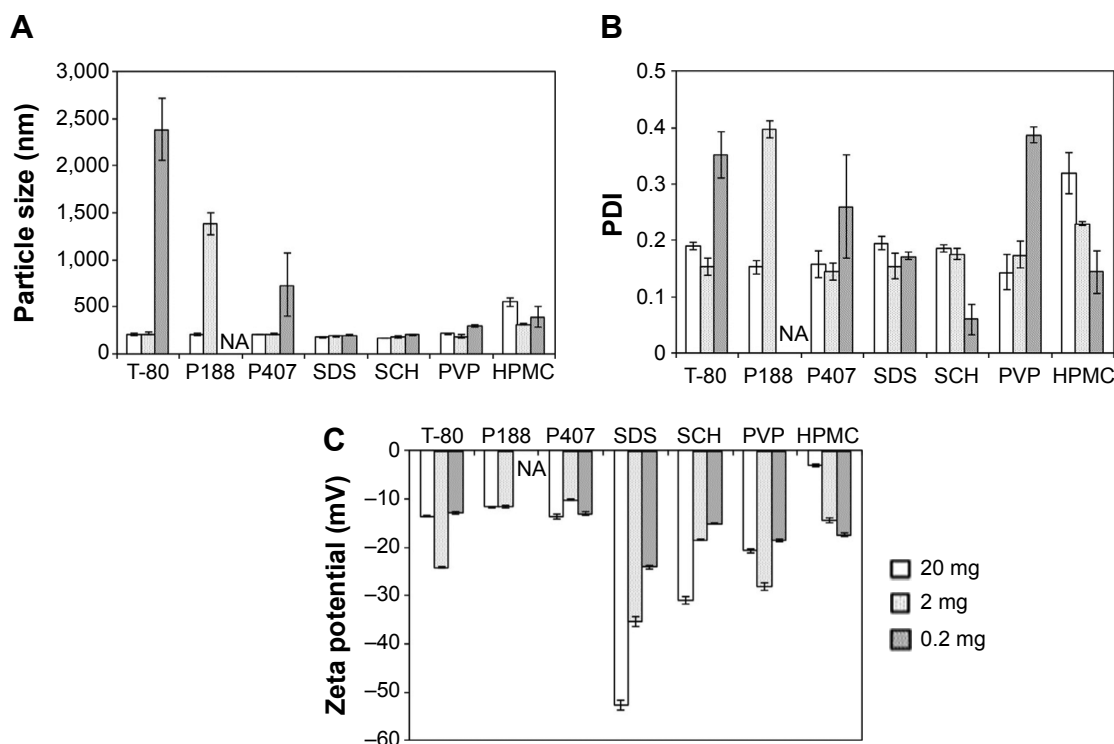 A
Particle size (nm)
3,000
2,500
2,000
1,500
1,000
500
0
NA
T-80 P188 P407 SDS SCH PVP HPMC
B
PDI
0.5
0.4
0.3
0.2
0.1
0
NA
T-80 P188 P407 SDS SCH PVP HPMC
C
T-80 P188 P407 SDS SCH PVP HPMC
Zeta potential (mV)
0
–10
–20
–30
–40
–50
–60
NA
20 mg
2 mg
0.2 mg